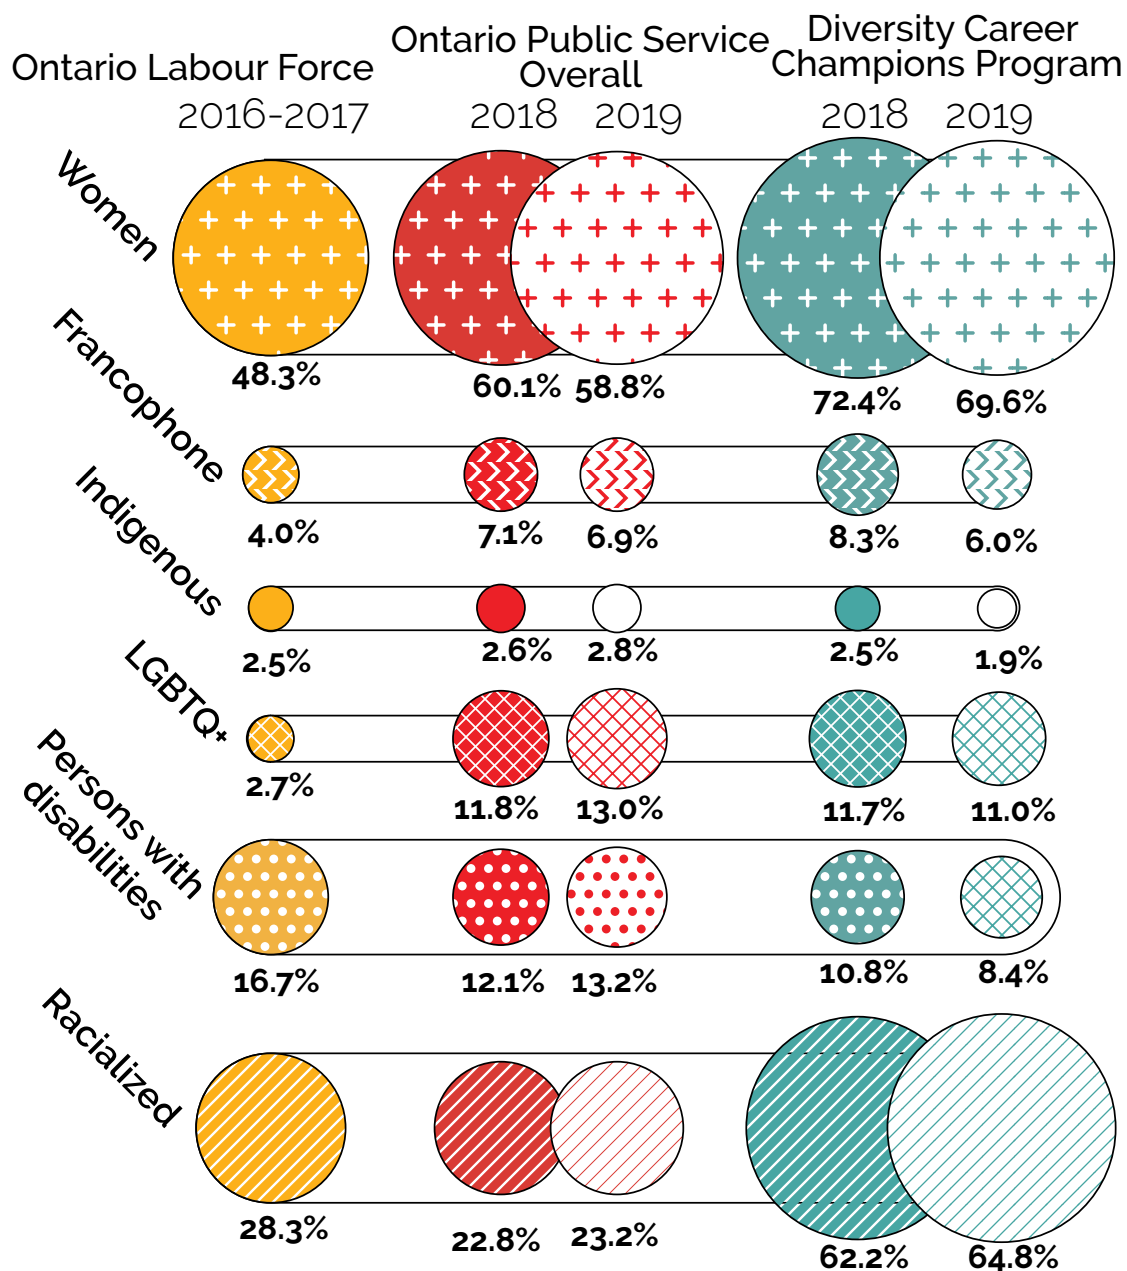 Ontario Labour Force
2016-2017
Ontario Public Service
Overall
2018 2019
Diversity Career
Champions Program
2018 2019
Women
48.3%
60.1% 58.8%
72.4% 69.6%
Francophone
4.0%
7.1% 6.9%
8.3% 6.0%
Indigenous
2.5%
2.6% 2.8%
2.5% 1.9%
LGBTQ+
2.7%
11.8% 13.0%
11.7% 11.0%
Persons with
disabilities
16.7%
12.1% 13.2%
10.8% 8.4%
Racialized
28.3%
22.8% 23.2%
62.2% 64.8%